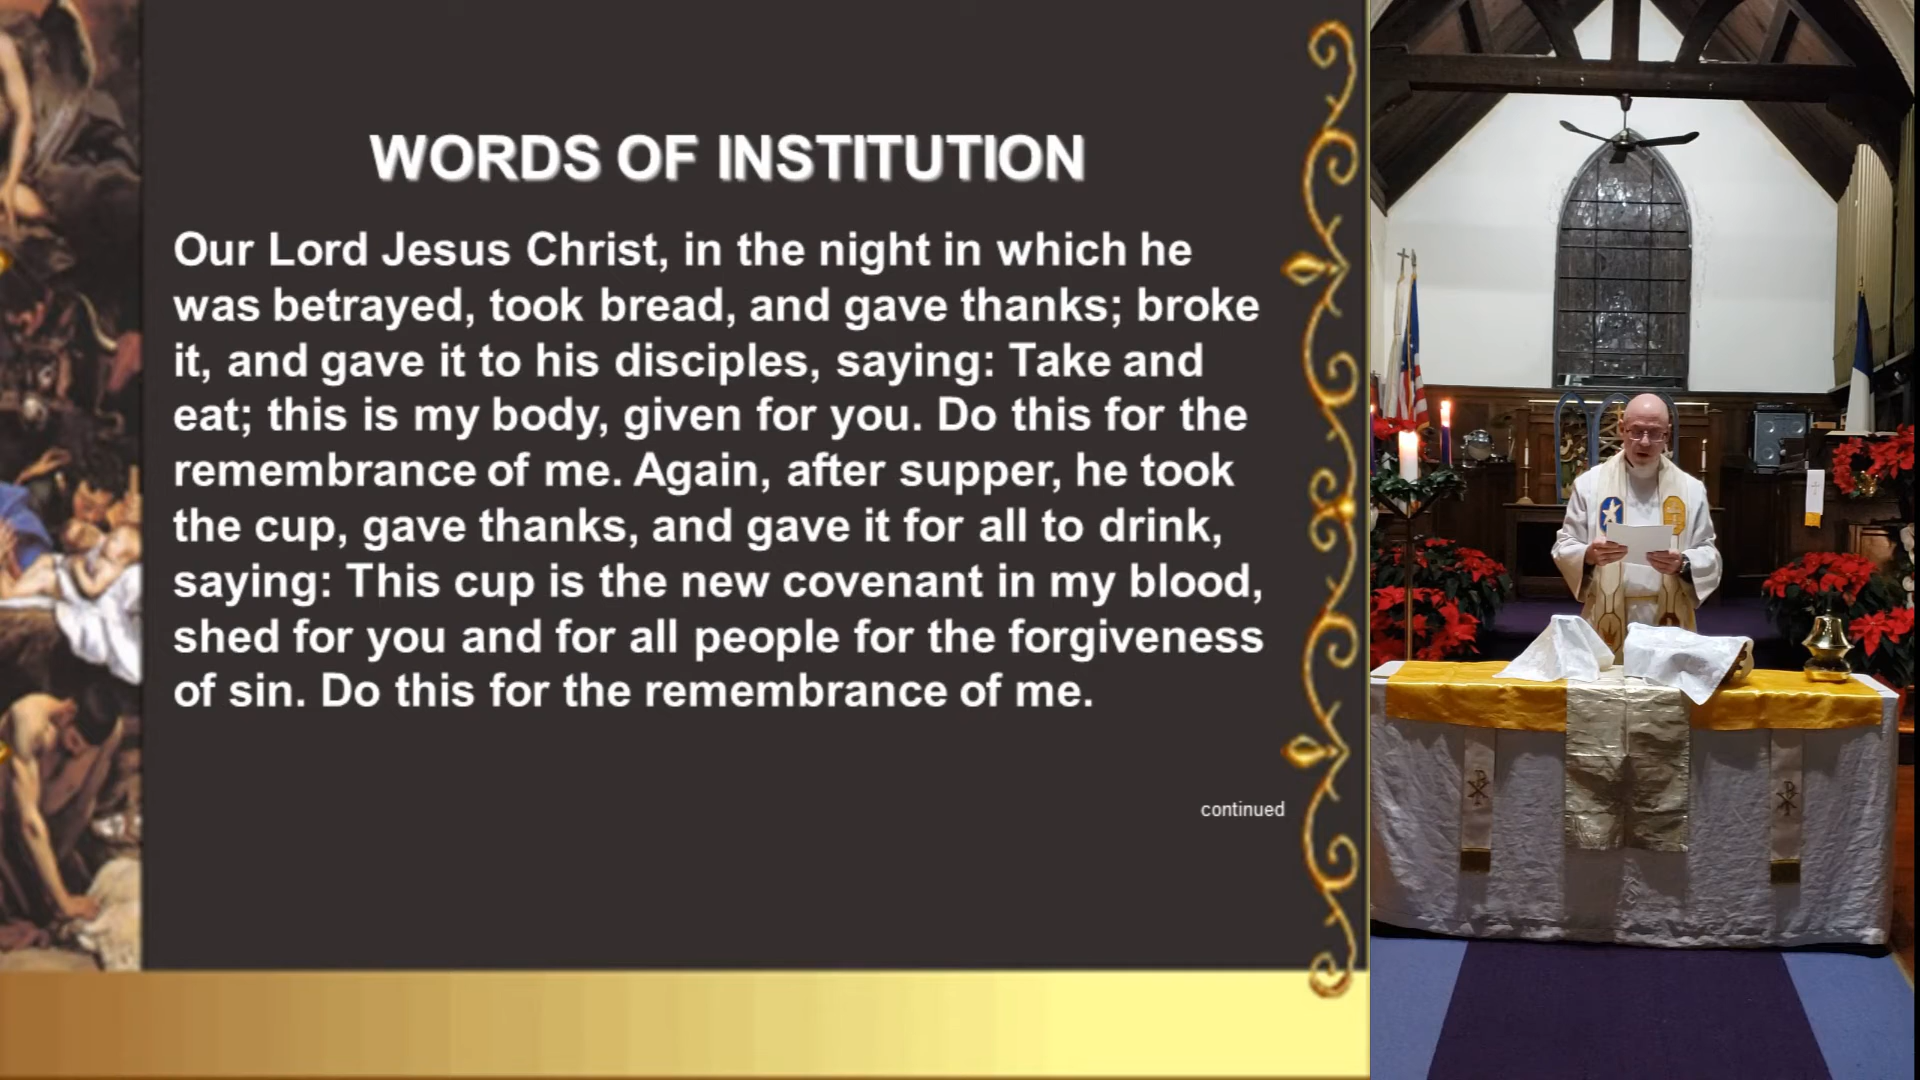 WORDS OF INSTITUTION
Our Lord Jesus Christ, in the night in which he
was betrayed, took bread, and gave thanks; broke
it, and gave it to his disciples, saying: Take and
eat; this is my body, given for you. Do this for the
remembrance of me. Again, after supper, he took
the cup, gave thanks, and gave it for all to drink,
saying: This cup is the new covenant in my blood,
shed for you and for all people for the forgiveness
of sin. Do this for the remembrance of me.
continued